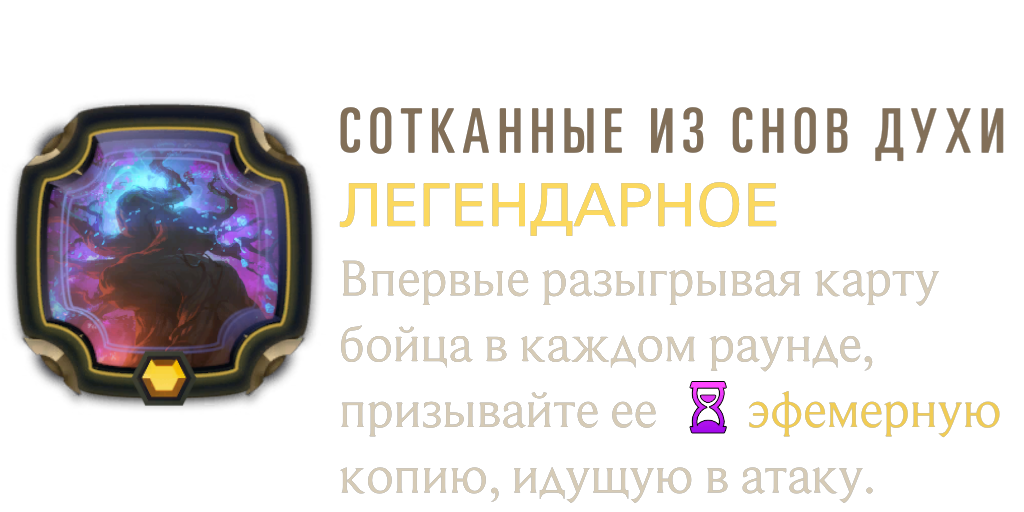 СОТКАННЫЕ ИЗ СНОВ ДУХИ
ЛЕГЕНДАРНОЕ
Впервые разыгрывая карту
бойца в каждом раунде,
призывайте ее эфемерную
копию, идущую в атаку.